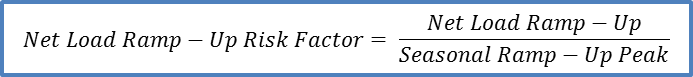 Net Load Ramp − Up Risk Factor = Net Load Ramp − Up
Seasonal Ramp − Up Peak